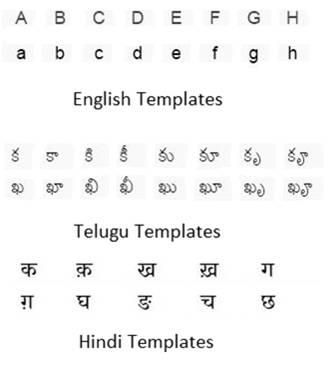 A B C D E F G H
a b c d e f g h
English Templates
క కా కి కీ కు కూ కృ కౄ
ఖ ఖా ఖి ఖీ ఖు ఖూ ఖృ ఖౄ
Telugu Templates
क क़ ख ख़ ग
ग़ घ ङ च छ
Hindi Templates